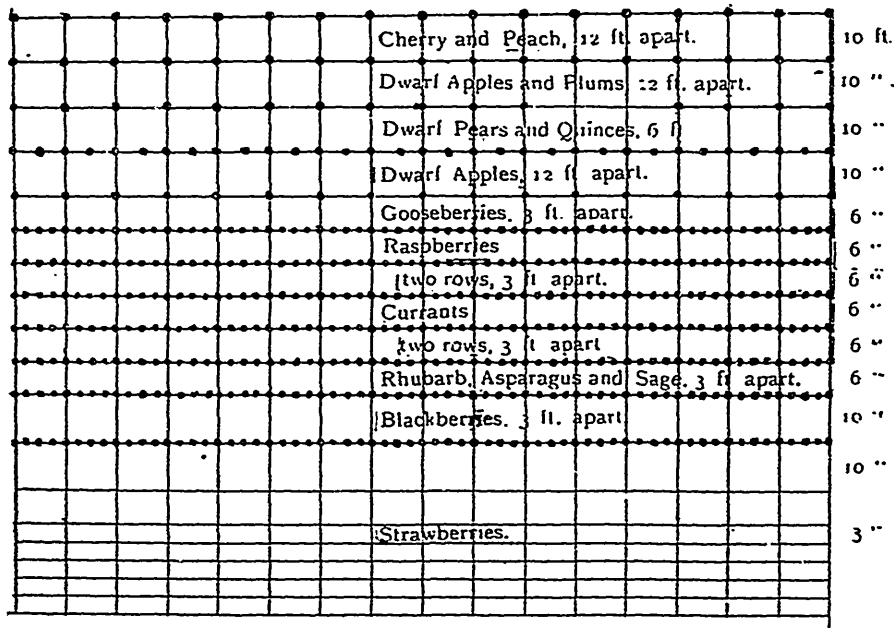 Cherry and Peach, 12 ft. apart. 10 ft.
Dwarf Apples and Plums 12 ft. apart. 10 "
Dwarf Pears and Quinces, 6 ft 10 "
Dwarf Apples, 12 ft apart. 10 "
Gooseberries. 3 ft. apart. 6 "
Raspberries 6 "
two rows, 3 ft apart. 6 "
Currants 6 "
two rows, 3 ft apart 6 "
Rhubarb, Asparagus and Sage. 3 ft apart. 6 "
Blackberries. 3 ft. apart 10 "
10 "
Strawberries. 3 "